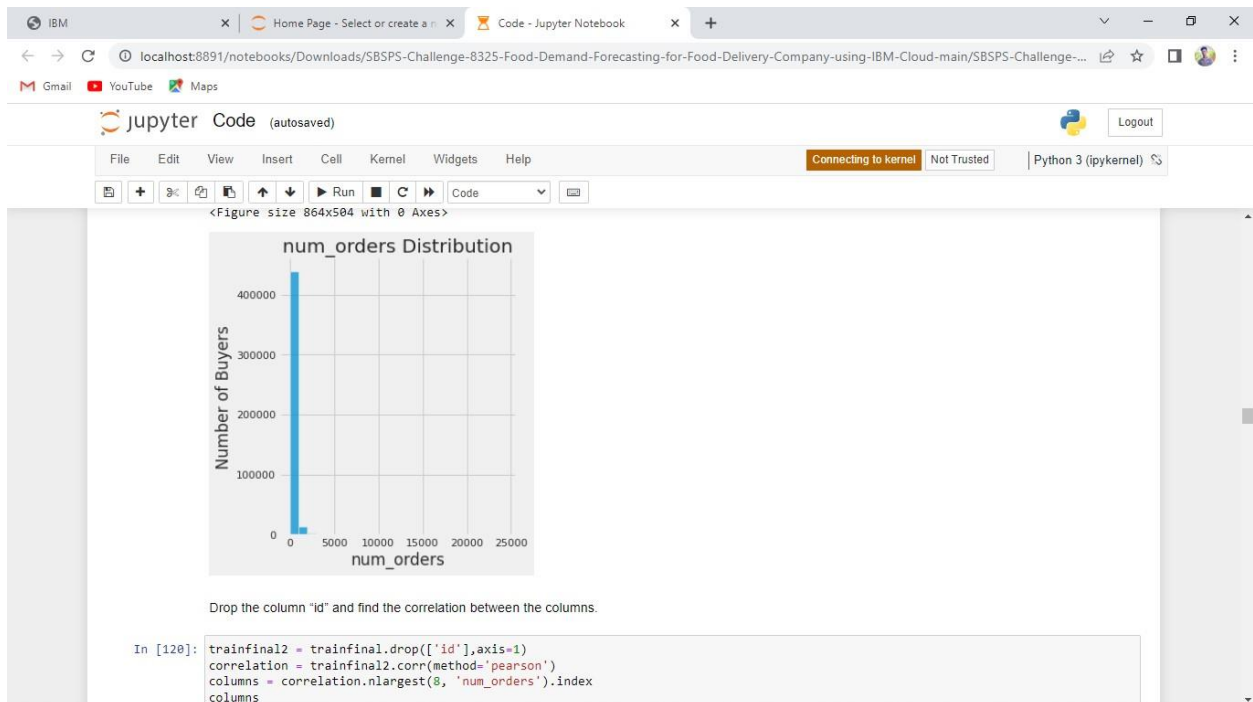 IBM
Home Page - Select or create a n
Code - Jupyter Notebook
localhost:8891/notebooks/Downloads/SBSPS-Challenge-8325-Food-Demand-Forecasting-for-Food-Delivery-Company-using-IBM-Cloud-main/SBSPS-Challenge-...
Gmail YouTube Maps
jupyter Code (autosaved) Logout
File Edit View Insert Cell Kernel Widgets Help Connecting to kernel Not Trusted Python 3 (ipykernel)
Run Code
<Figure size 864x504 with 0 Axes>
num_orders Distribution
Number of Buyers
400000
300000
200000
100000
0
0 5000 10000 15000 20000 25000
num_orders
Drop the column “id” and find the correlation between the columns.
In [120]: trainfinal2 = trainfinal.drop(['id'],axis=1)
correlation = trainfinal2.corr(method='pearson')
columns = correlation.nlargest(8, 'num_orders').index
columns